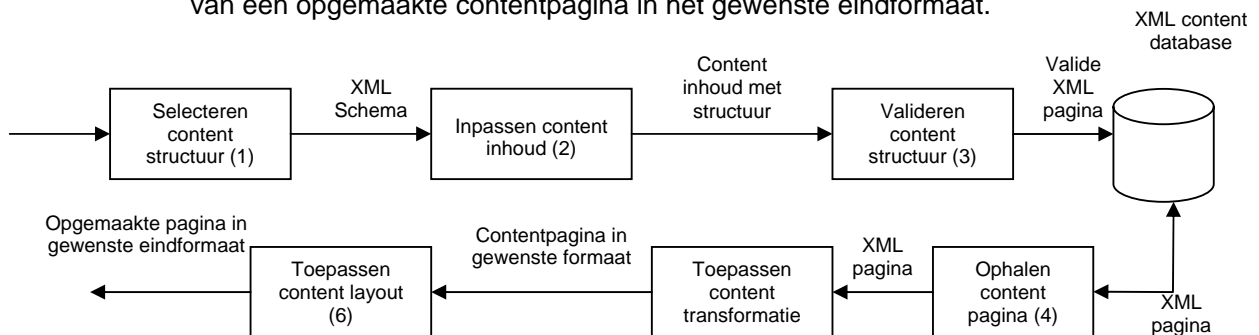 van een opgemaakte contentpagina in het gewenste eindformaat.
XML content
database
Selecteren
content
structuur (1)
XML
Schema
Inpassen content
inhoud (2)
Content
inhoud met
structuur
Valideren
content
structuur (3)
Valide
XML
pagina
Opgemaakte pagina in
gewenste eindformaat
Toepassen
content layout
(6)
Contentpagina in
gewenste formaat
Toepassen
content
transformatie
XML
pagina
Ophalen
content
pagina (4)
XML
pagina